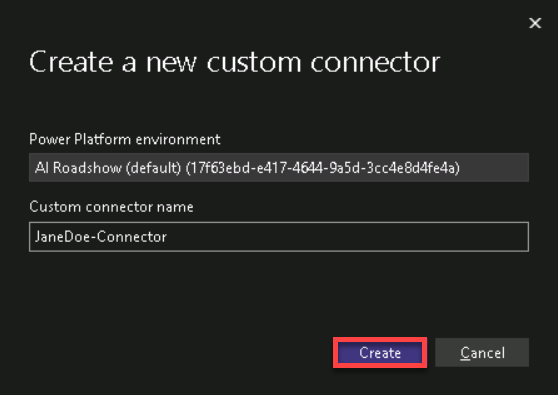 Create a new custom connector
Power Platform environment
AI Roadshow (default) (17f63ebd-e417-4644-9a5d-3cc4e8d4fe4a)
Custom connector name
JaneDoe-Connector
Create Cancel